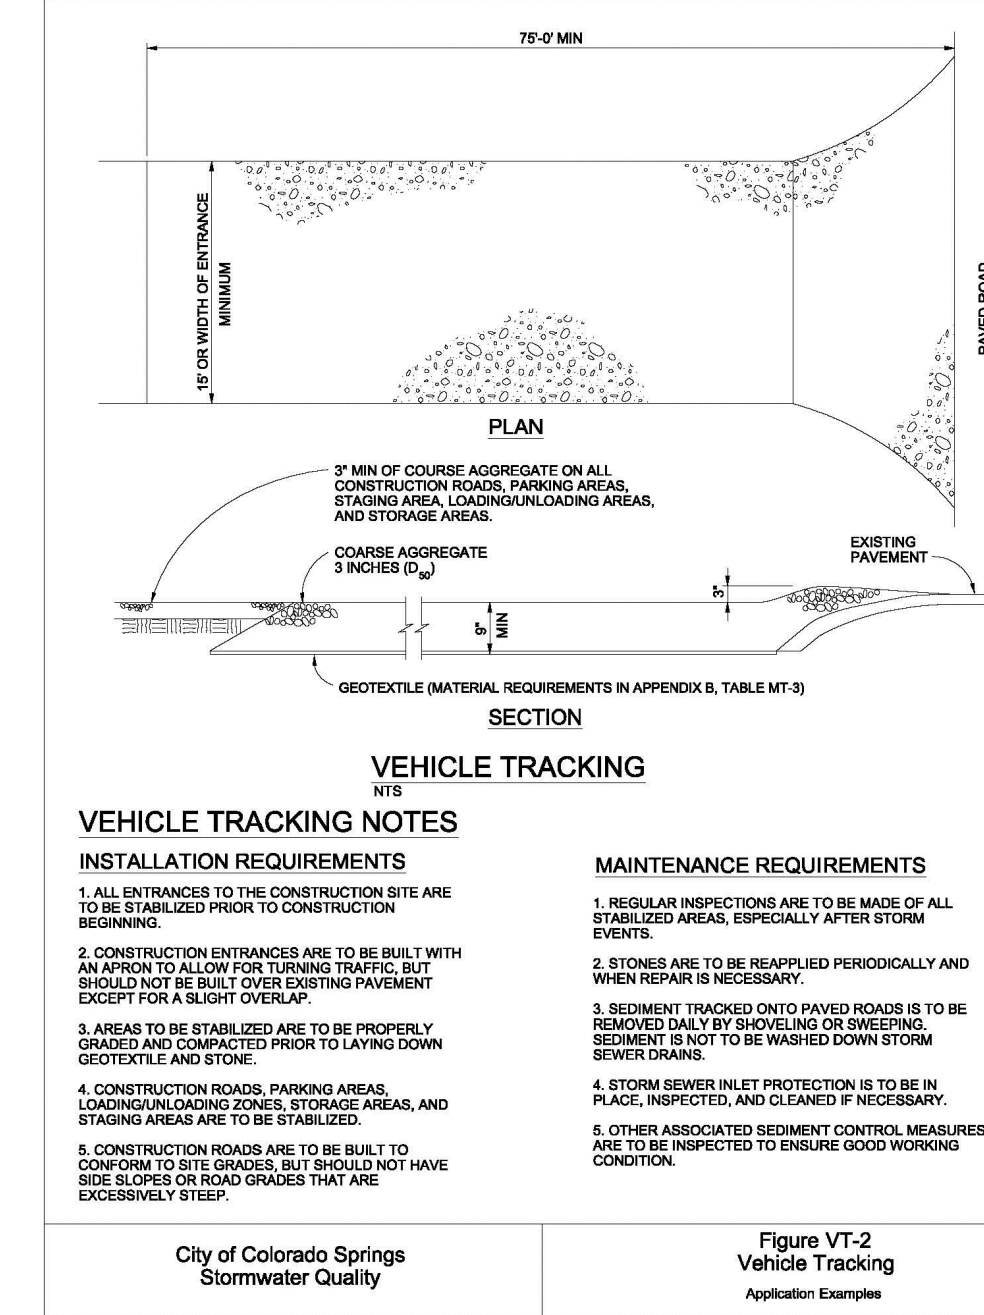 75'-0' MIN
15' OR WIDTH OF ENTRANCE
MINIMUM
PAVED ROAD
PLAN
3" MIN OF COURSE AGGREGATE ON ALL
CONSTRUCTION ROADS, PARKING AREAS,
STAGING AREA, LOADING/UNLOADING AREAS,
AND STORAGE AREAS.
COARSE AGGREGATE
3 INCHES (D50)
EXISTING
PAVEMENT
3"
9"
MIN
GEOTEXTILE (MATERIAL REQUIREMENTS IN APPENDIX B, TABLE MT-3)
SECTION
VEHICLE TRACKING
NTS
VEHICLE TRACKING NOTES
INSTALLATION REQUIREMENTS
1. ALL ENTRANCES TO THE CONSTRUCTION SITE ARE
TO BE STABILIZED PRIOR TO CONSTRUCTION
BEGINNING.
2. CONSTRUCTION ENTRANCES ARE TO BE BUILT WITH
AN APRON TO ALLOW FOR TURNING TRAFFIC, BUT
SHOULD NOT BE BUILT OVER EXISTING PAVEMENT
EXCEPT FOR A SLIGHT OVERLAP.
3. AREAS TO BE STABILIZED ARE TO BE PROPERLY
GRADED AND COMPACTED PRIOR TO LAYING DOWN
GEOTEXTILE AND STONE.
4. CONSTRUCTION ROADS, PARKING AREAS,
LOADING/UNLOADING ZONES, STORAGE AREAS, AND
STAGING AREAS ARE TO BE STABILIZED.
5. CONSTRUCTION ROADS ARE TO BE BUILT TO
CONFORM TO SITE GRADES, BUT SHOULD NOT HAVE
SIDE SLOPES OR ROAD GRADES THAT ARE
EXCESSIVELY STEEP.
MAINTENANCE REQUIREMENTS
1. REGULAR INSPECTIONS ARE TO BE MADE OF ALL
STABILIZED AREAS, ESPECIALLY AFTER STORM
EVENTS.
2. STONES ARE TO BE REAPPLIED PERIODICALLY AND
WHEN REPAIR IS NECESSARY.
3. SEDIMENT TRACKED ONTO PAVED ROADS IS TO BE
REMOVED DAILY BY SHOVELING OR SWEEPING.
SEDIMENT IS NOT TO BE WASHED DOWN STORM
SEWER DRAINS.
4. STORM SEWER INLET PROTECTION IS TO BE IN
PLACE, INSPECTED, AND CLEANED IF NECESSARY.
5. OTHER ASSOCIATED SEDIMENT CONTROL MEASURES
ARE TO BE INSPECTED TO ENSURE GOOD WORKING
CONDITION.
City of Colorado Springs
Stormwater Quality
Figure VT-2
Vehicle Tracking
Application Examples